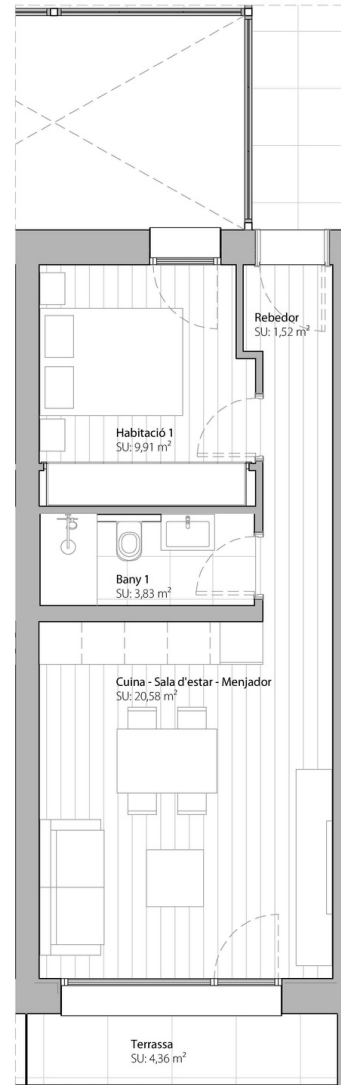 Rebedor
SU: 1,52 m²
Habitació 1
SU: 9,91 m²
Bany 1
SU: 3,83 m²
Cuina - Sala d'estar - Menjador
SU: 20,58 m²
Terrassa
SU: 4,36 m²